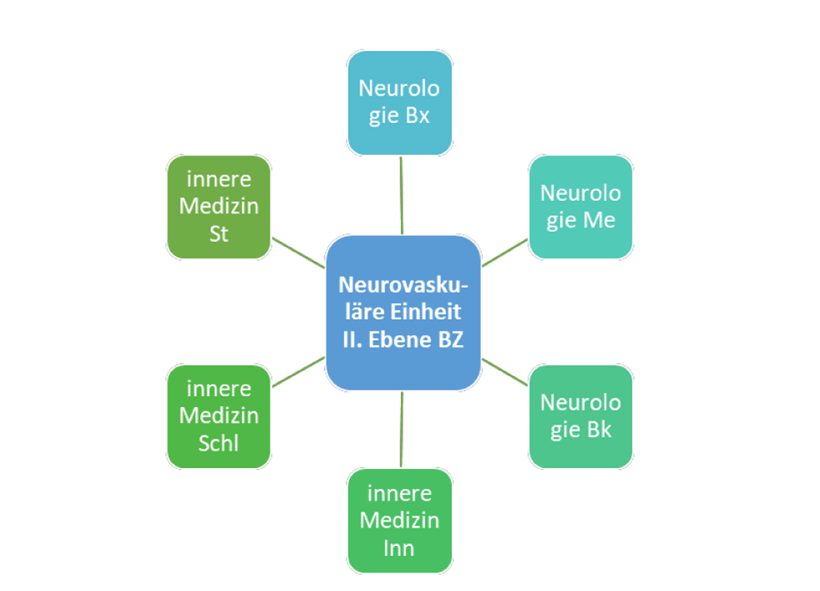 Neurolo
gie Bx
innere
Medizin
St
Neurolo
gie Me
Neurovasku-
läre Einheit
II. Ebene BZ
innere
Medizin
Schl
Neurolo
gie Bk
innere
Medizin
Inn